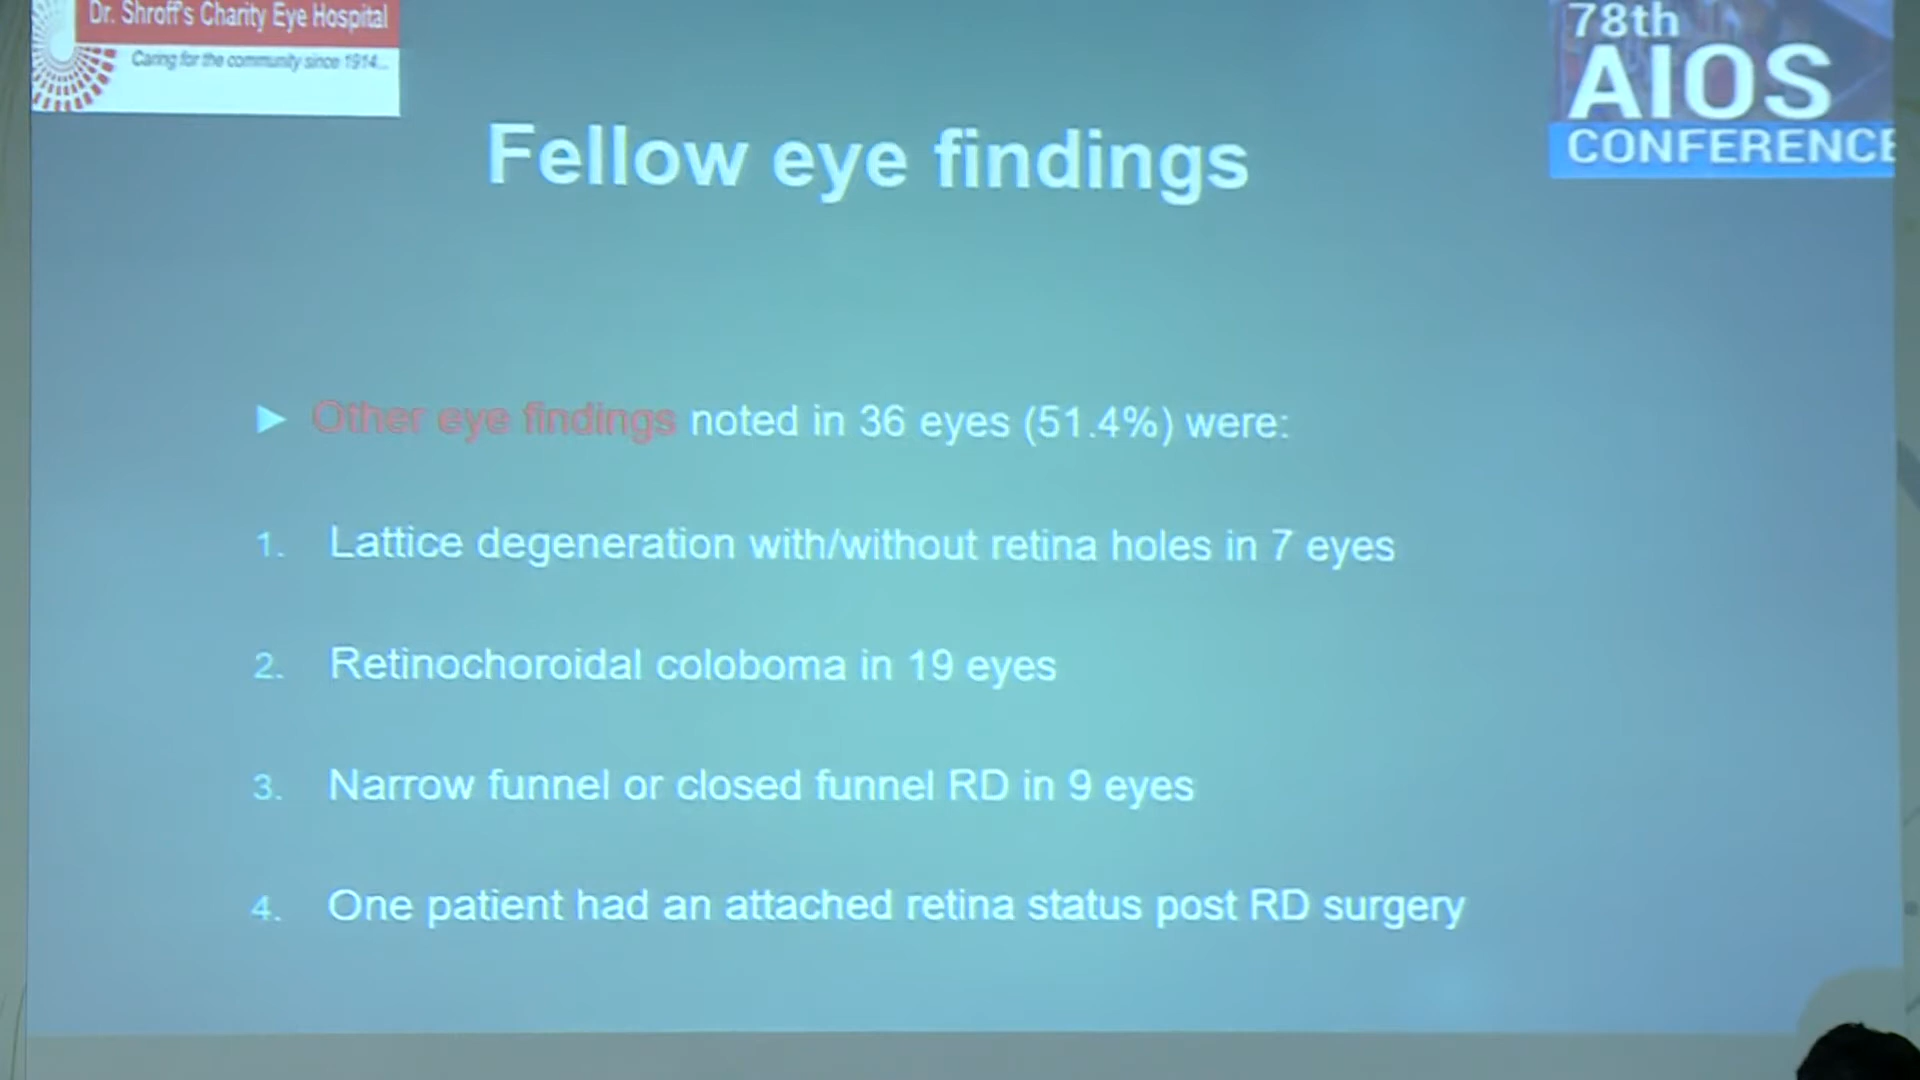 Dr. Shroff's Charity Eye Hospital
Caring for the community since 1914...
78th
AIOS
CONFERENCE
Fellow eye findings
Other eye findings noted in 36 eyes (51.4%) were:
1. Lattice degeneration with/without retina holes in 7 eyes
2. Retinochoroidal coloboma in 19 eyes
3. Narrow funnel or closed funnel RD in 9 eyes
4. One patient had an attached retina status post RD surgery